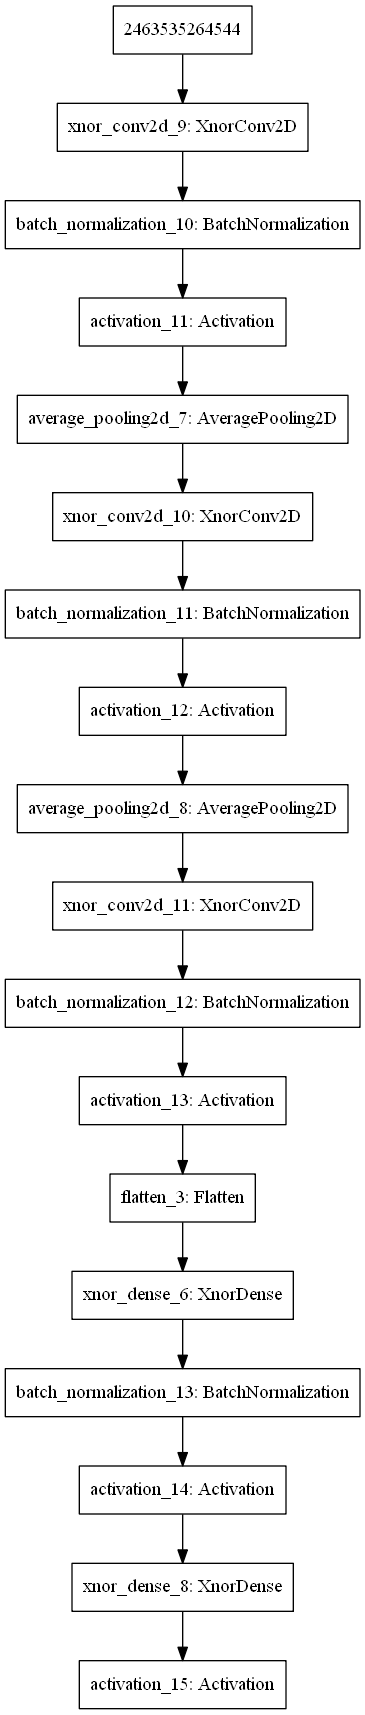 2463535264544
xnor_conv2d_9: XnorConv2D
batch_normalization_10: BatchNormalization
activation_11: Activation
average_pooling2d_7: AveragePooling2D
xnor_conv2d_10: XnorConv2D
batch_normalization_11: BatchNormalization
activation_12: Activation
average_pooling2d_8: AveragePooling2D
xnor_conv2d_11: XnorConv2D
batch_normalization_12: BatchNormalization
activation_13: Activation
flatten_3: Flatten
xnor_dense_6: XnorDense
batch_normalization_13: BatchNormalization
activation_14: Activation
xnor_dense_8: XnorDense
activation_15: Activation